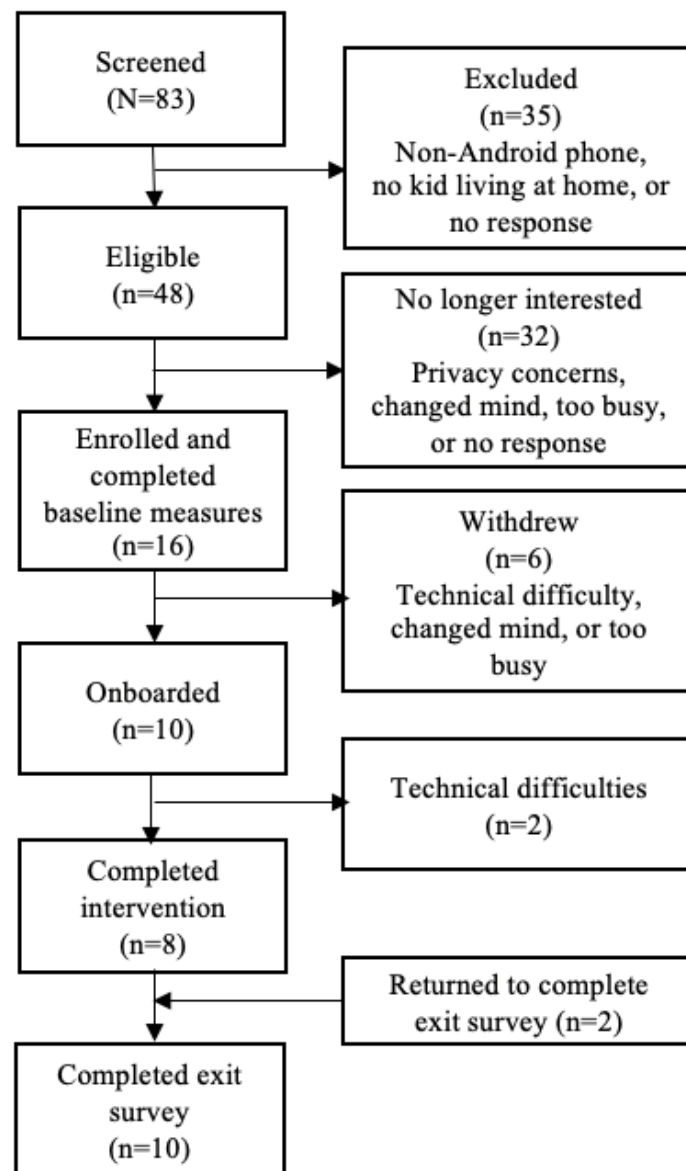 Screened
(N=83)
Excluded
(n=35)
Non-Android phone,
no kid living at home, or
no response
Eligible
(n=48)
No longer interested
(n=32)
Privacy concerns,
changed mind, too busy,
or no response
Enrolled and
completed
baseline measures
(n=16)
Withdrew
(n=6)
Technical difficulty,
changed mind, or too
busy
Onboarded
(n=10)
Technical difficulties
(n=2)
Completed
intervention
(n=8)
Returned to complete
exit survey (n=2)
Completed exit
survey
(n=10)